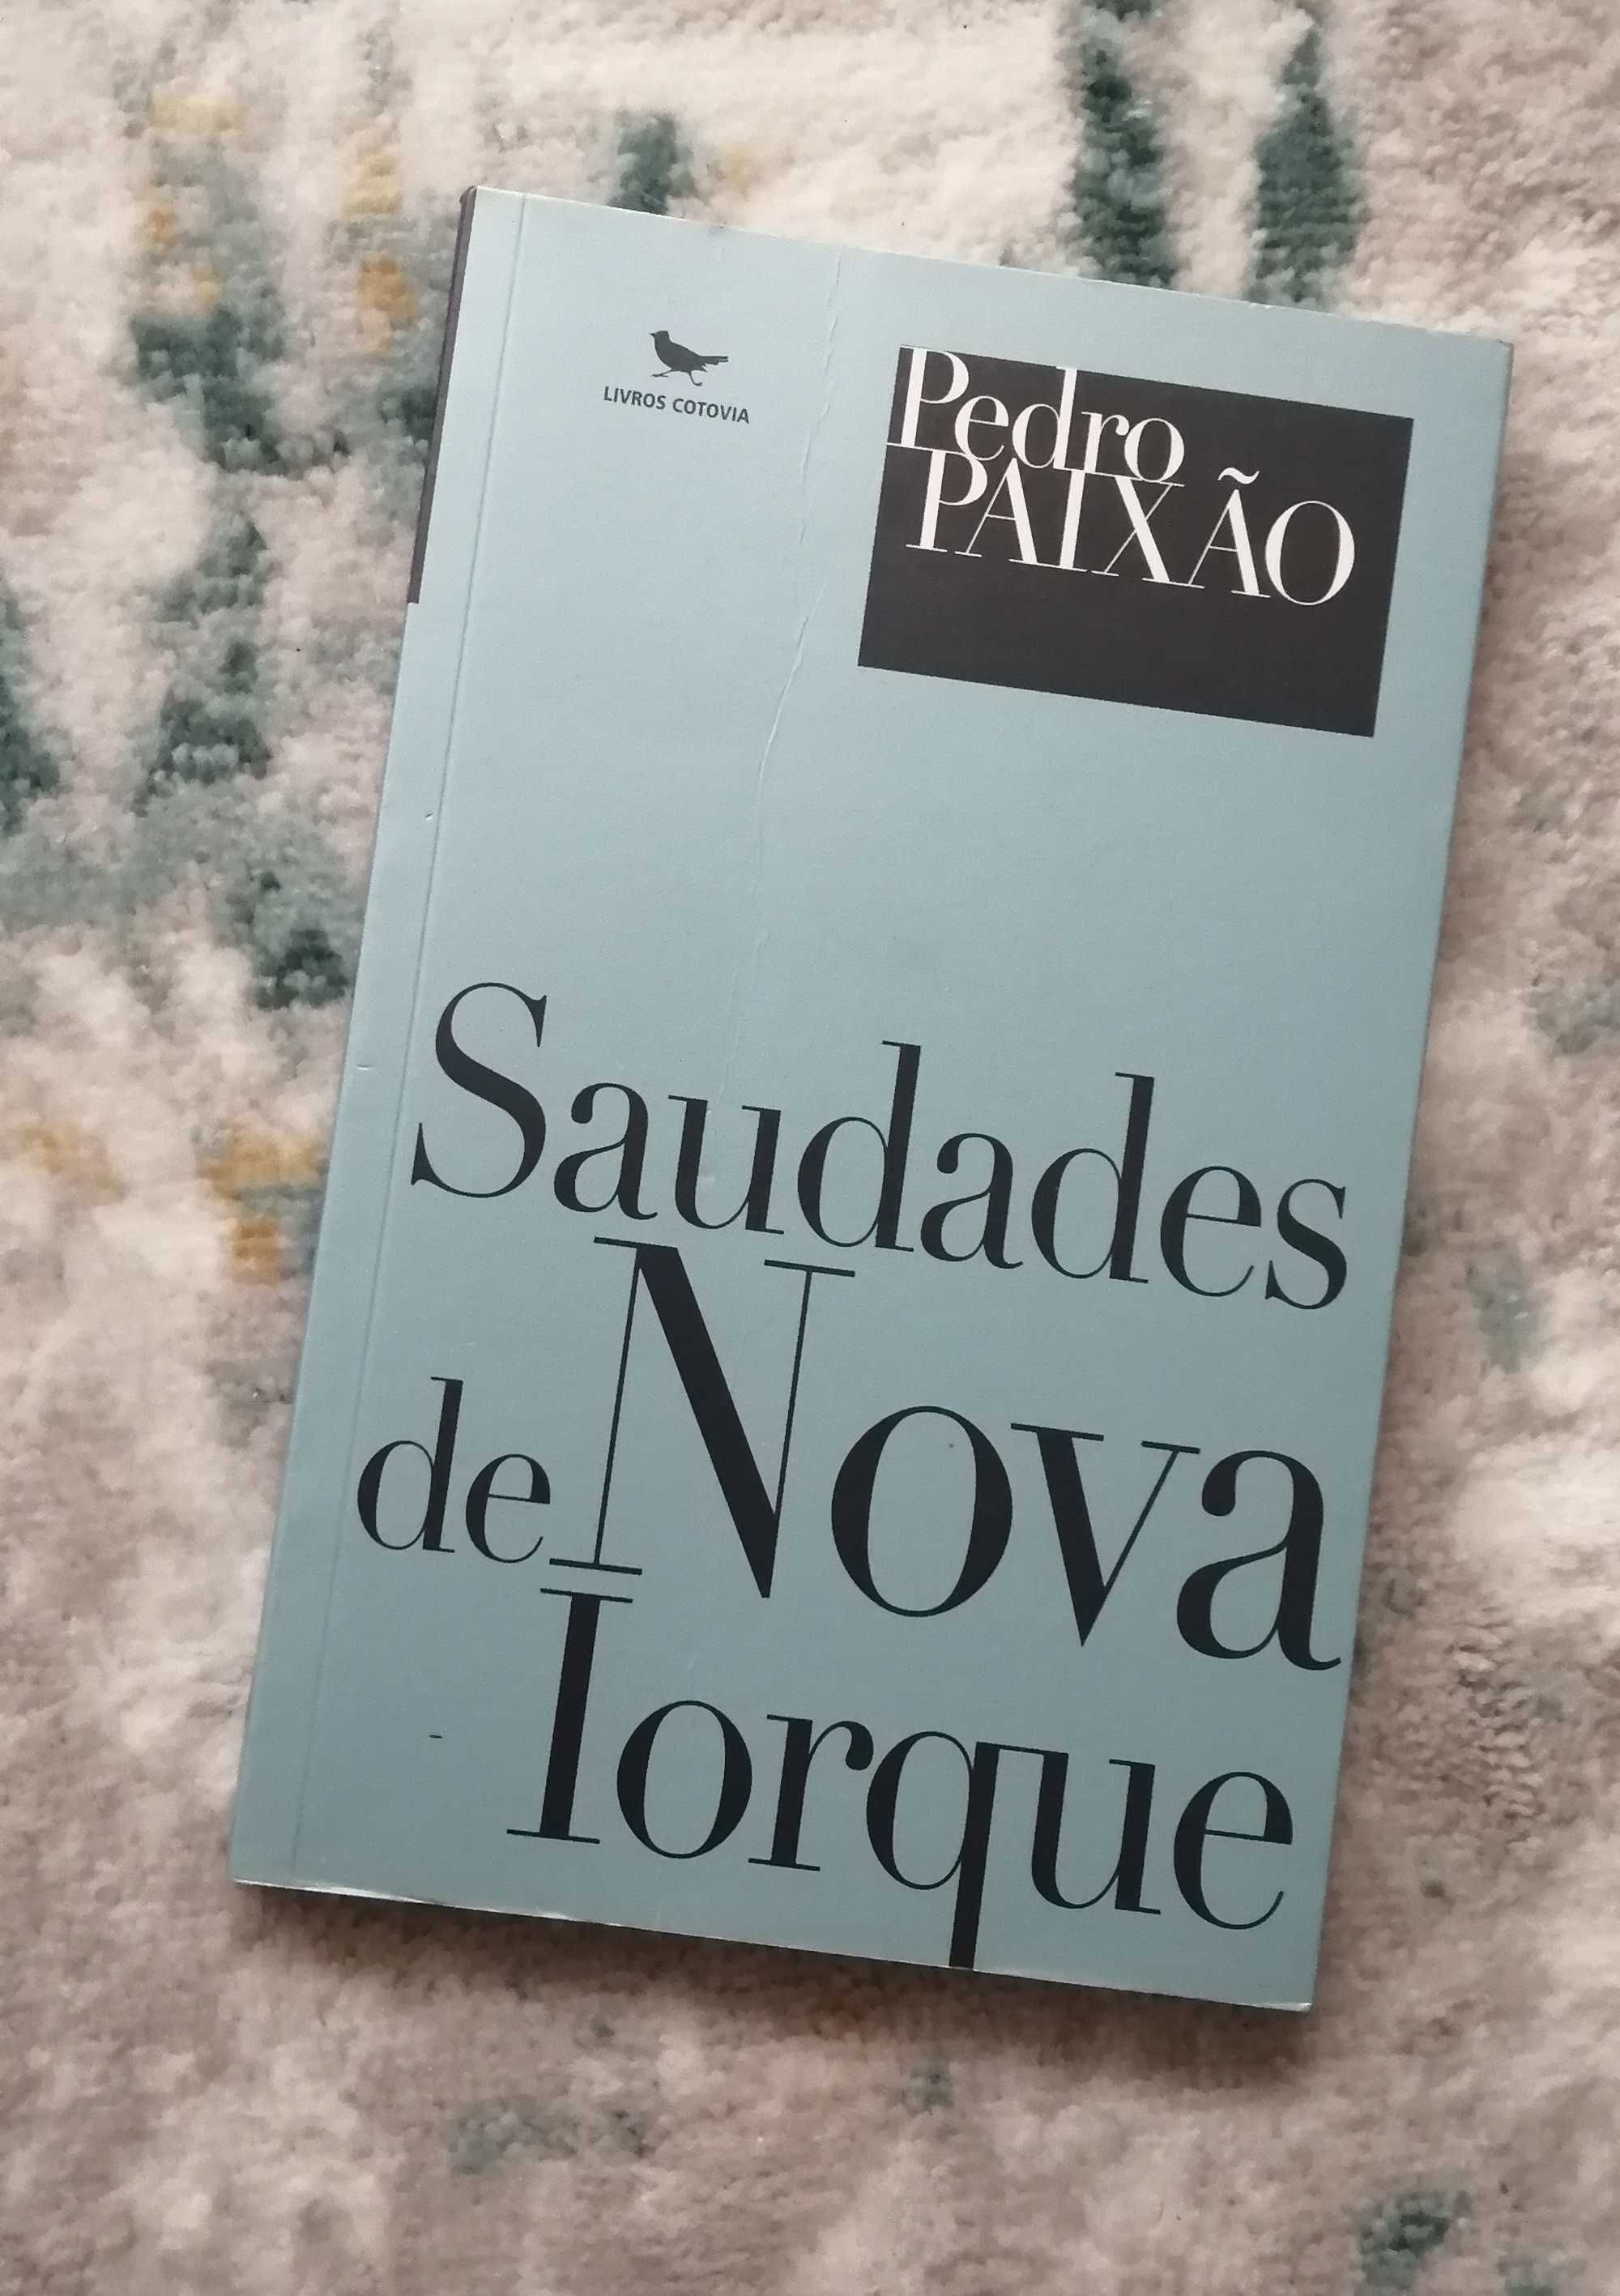 LIVROS COTOVIA
Pedro
PAIXÃO
Saudades
de Nova
Iorque